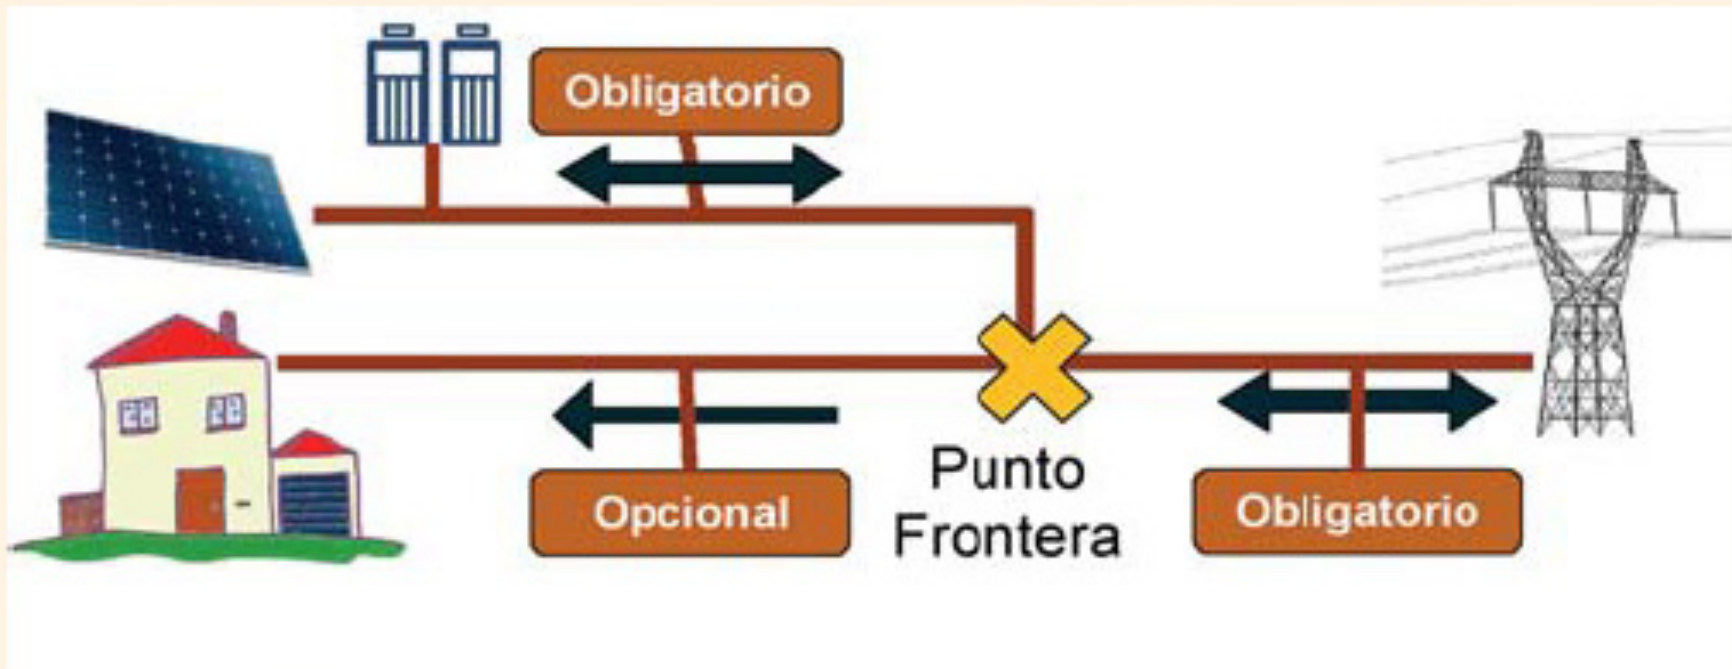 Obligatorio
Opcional
Punto
Frontera
Obligatorio